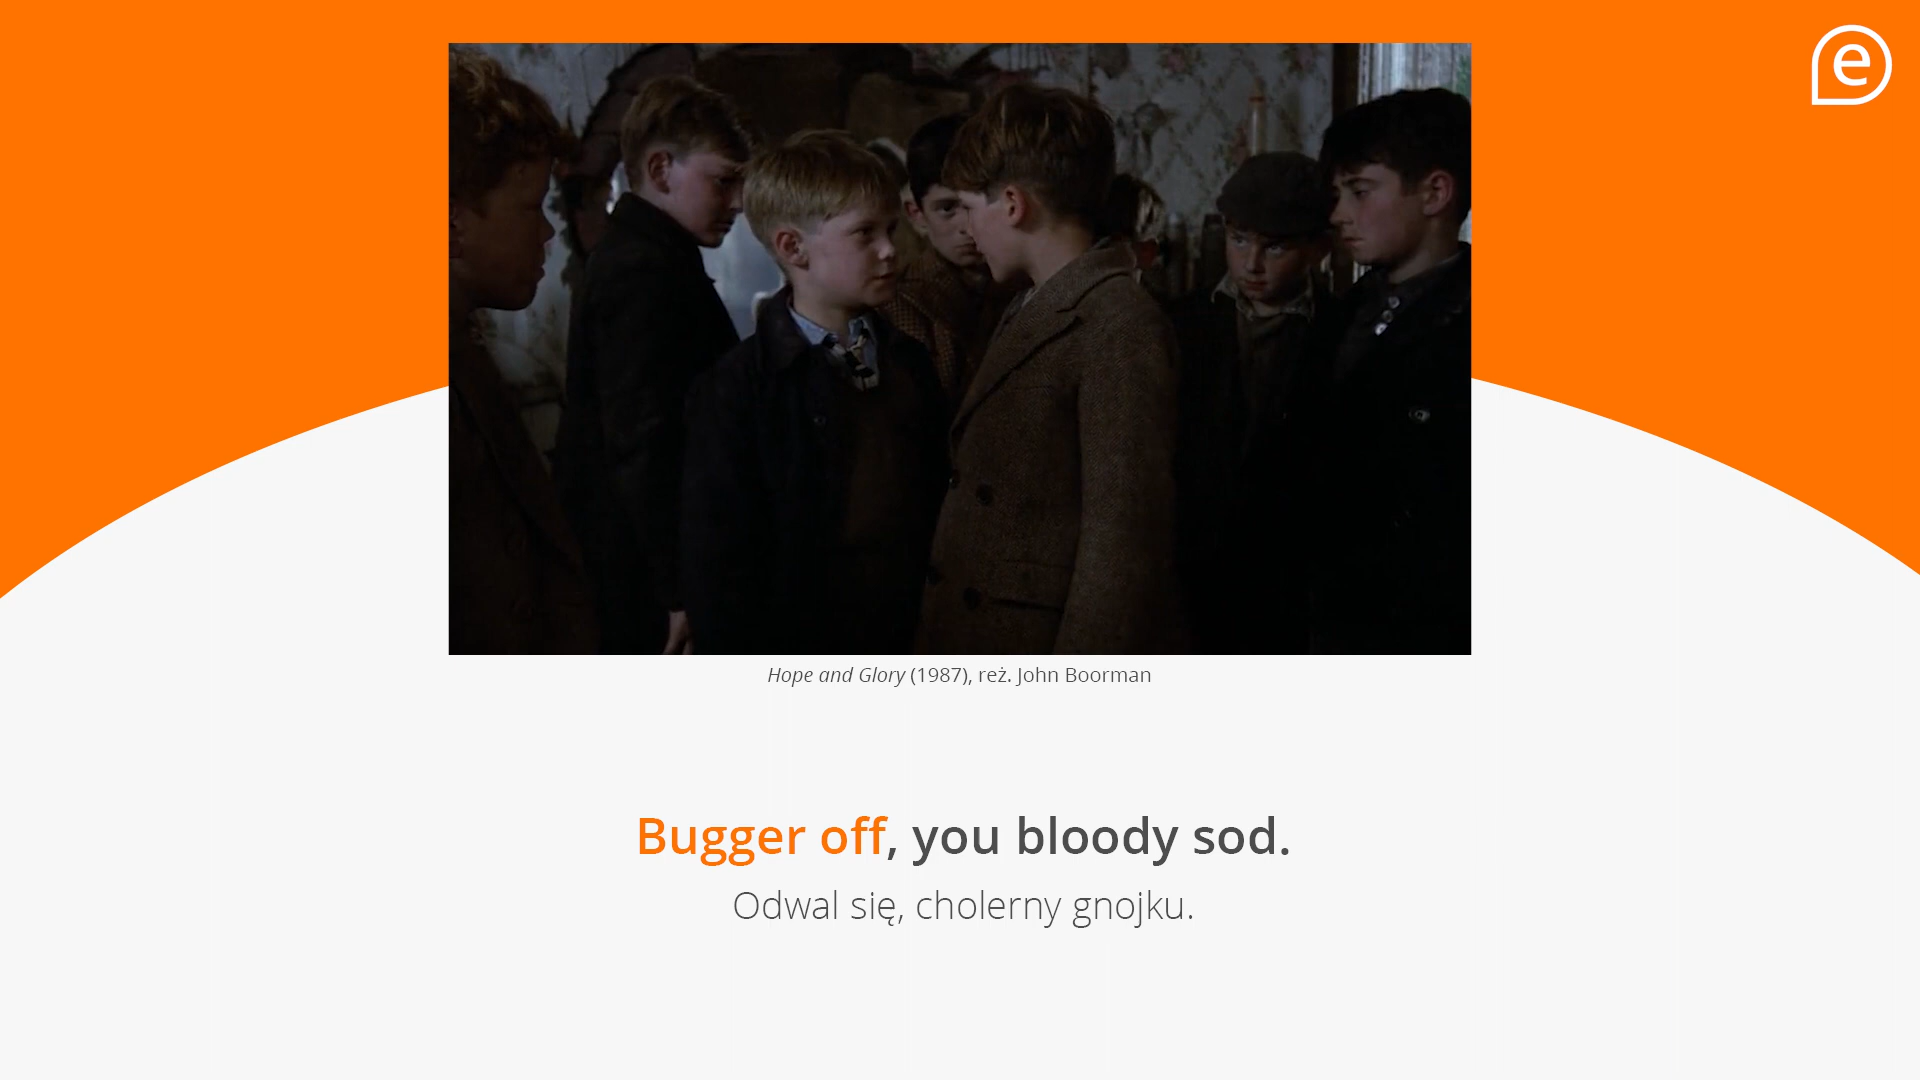 e
Hope and Glory (1987), reż. John Boorman
Bugger off, you bloody sod.
Odwal się, cholerny gnojku.